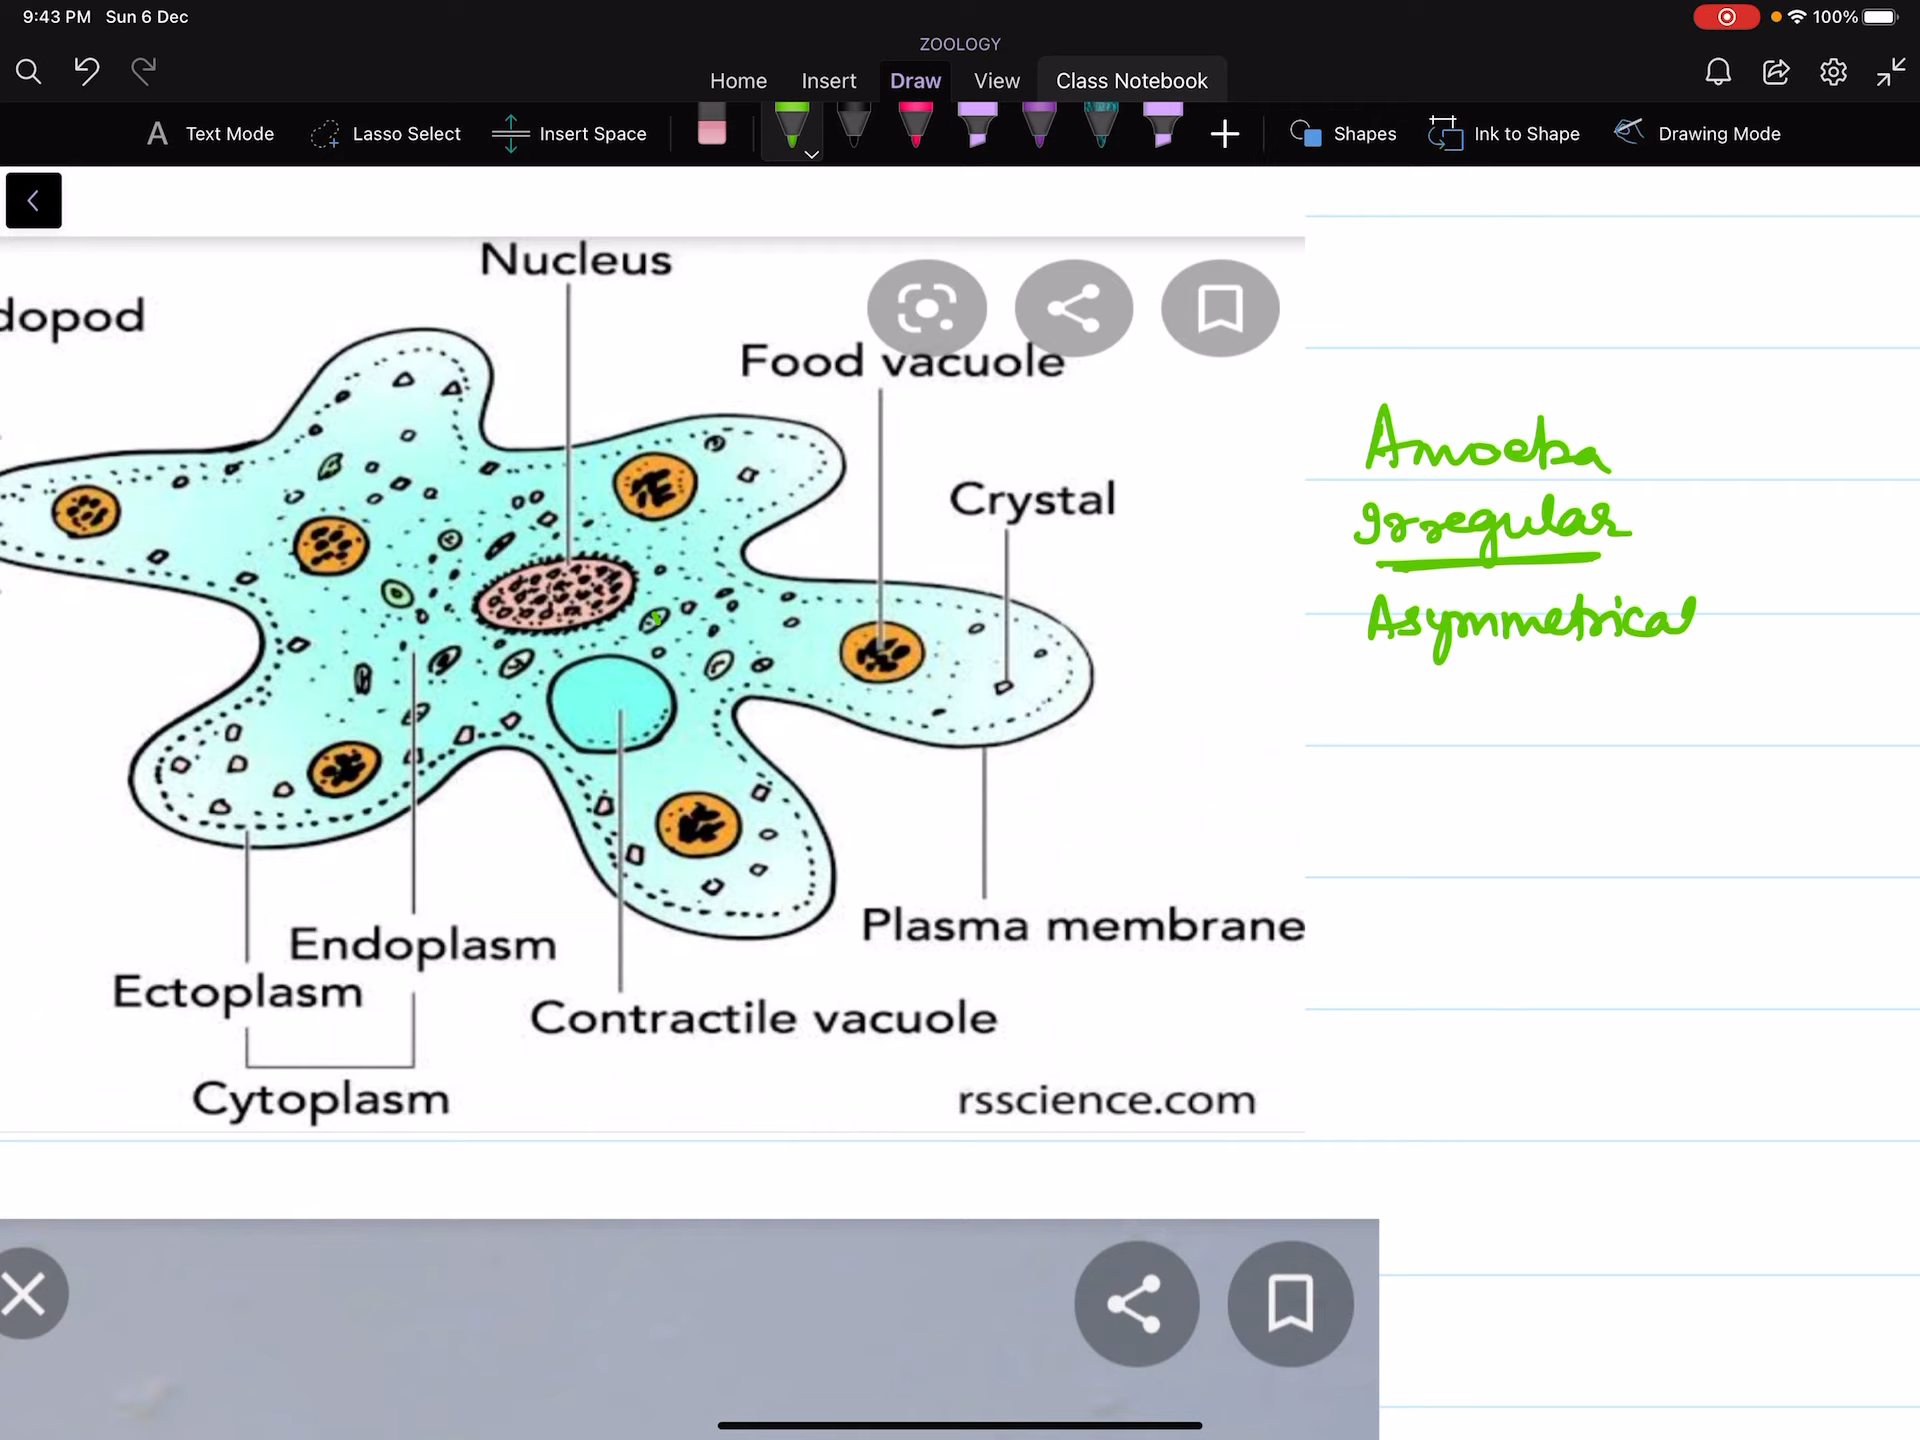 9:43 PM Sun 6 Dec
100%
ZOOLOGY
Home Insert Draw View Class Notebook
A Text Mode Lasso Select Insert Space Shapes Ink to Shape Drawing Mode
Nucleus
dopod
Food vacuole
Crystal
Amoeba
Irregular
Asymmetrical
Plasma membrane
Endoplasm
Ectoplasm
Contractile vacuole
Cytoplasm
rsscience.com